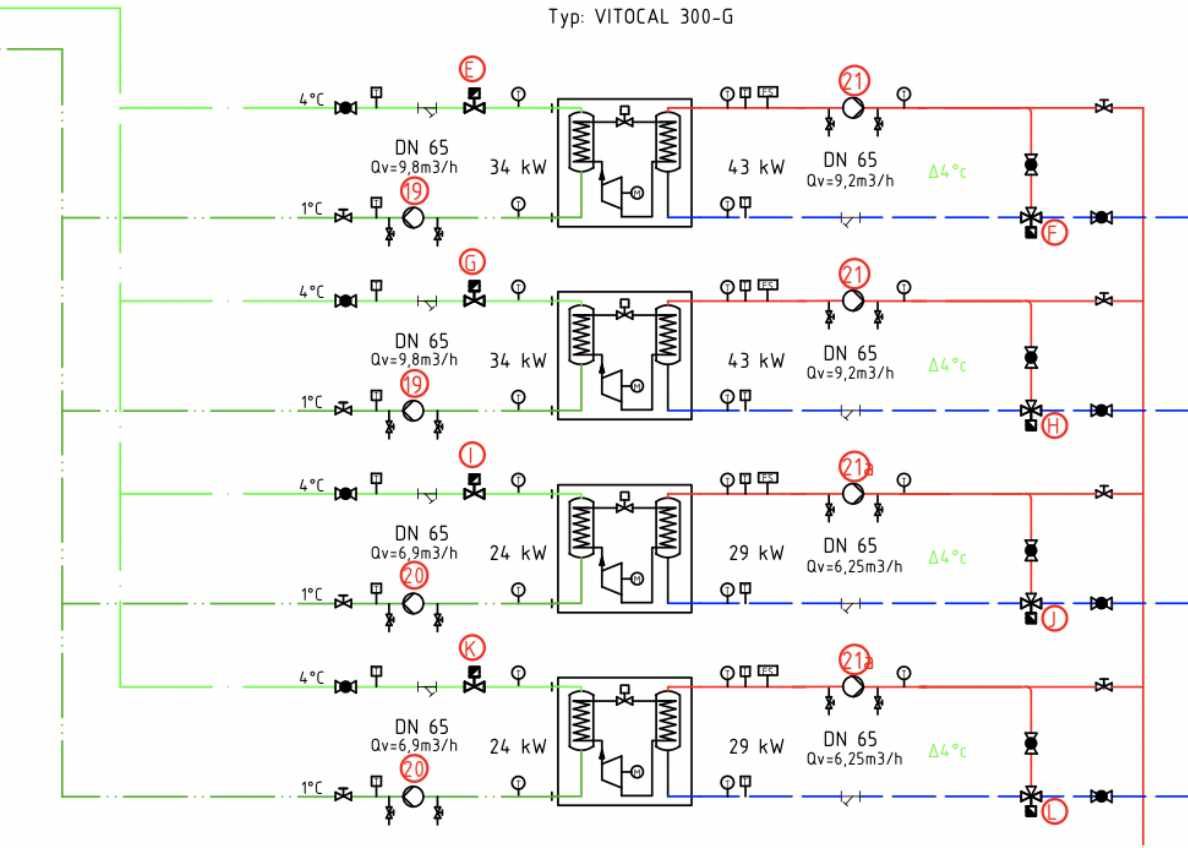 Typ: VITOCAL 300-G
E
21
4°C
T
T
T
T
FS
T
DN 65
Qv=9,8m3/h
34 kW
43 kW
DN 65
Qv=9,2m3/h
Δ4°c
19
M
1°C
T
T
T
T
F
G
21
4°C
T
T
T
T
FS
T
DN 65
Qv=9,8m3/h
34 kW
43 kW
DN 65
Qv=9,2m3/h
Δ4°c
19
M
1°C
T
T
T
T
H
I
21a
4°C
T
T
T
T
FS
T
DN 65
Qv=6,9m3/h
24 kW
29 kW
DN 65
Qv=6,25m3/h
Δ4°c
20
M
1°C
T
T
T
T
J
K
21a
4°C
T
T
T
T
FS
T
DN 65
Qv=6,9m3/h
24 kW
29 kW
DN 65
Qv=6,25m3/h
Δ4°c
20
M
1°C
T
T
T
T
L